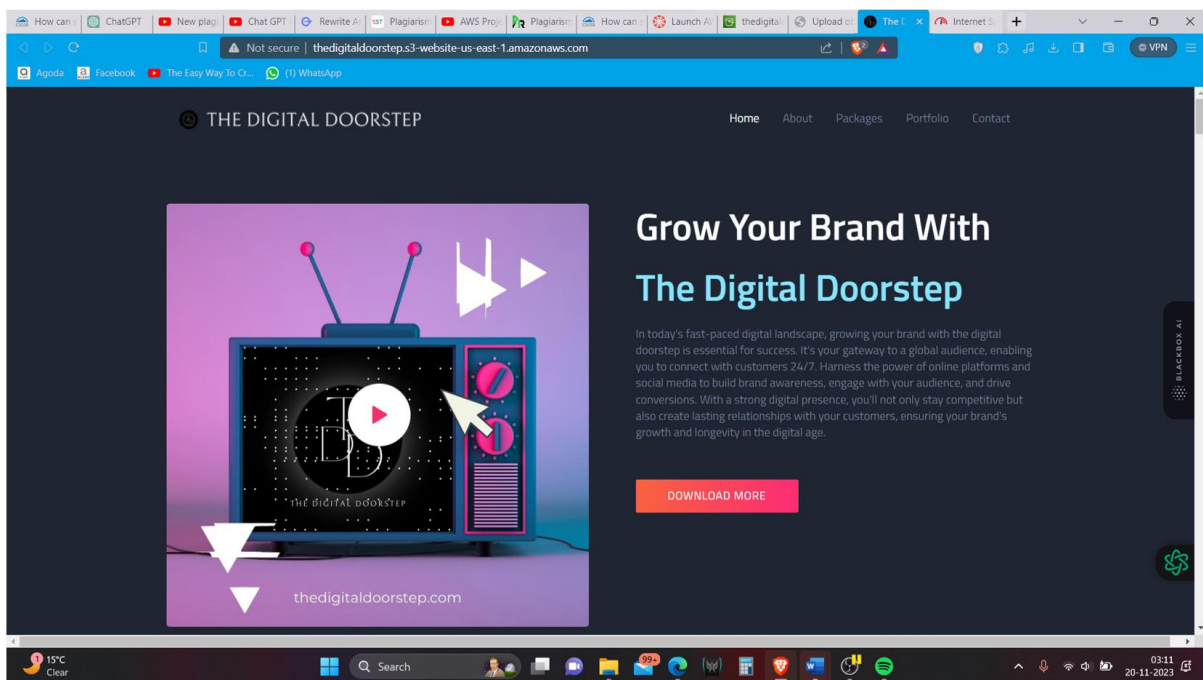 How can s
ChatGPT
New plag
Chat GPT
Rewrite Ar
Plagiarism
AWS Proje
Plagiarism
How can s
Launch AV
thedigital
Upload ob
The D
Internet S
Not secure | thedigitaldoorstep.s3-website-us-east-1.amazonaws.com
VPN
Agoda
Facebook
The Easy Way To Cr...
(1) WhatsApp
THE DIGITAL DOORSTEP
Home About Packages Portfolio Contact
THE DIGITAL DOORSTEP
thedigitaldoorstep.com
Grow Your Brand With
The Digital Doorstep
In today's fast-paced digital landscape, growing your brand with the digital
doorstep is essential for success. It's your gateway to a global audience, enabling
you to connect with customers 24/7. Harness the power of online platforms and
social media to build brand awareness, engage with your audience, and drive
conversions. With a strong digital presence, you'll not only stay competitive but
also create lasting relationships with your customers, ensuring your brand's
growth and longevity in the digital age.
DOWNLOAD MORE
BLACKBOX AI
1
15°C
Clear
Search
99+
03:11
20-11-2023